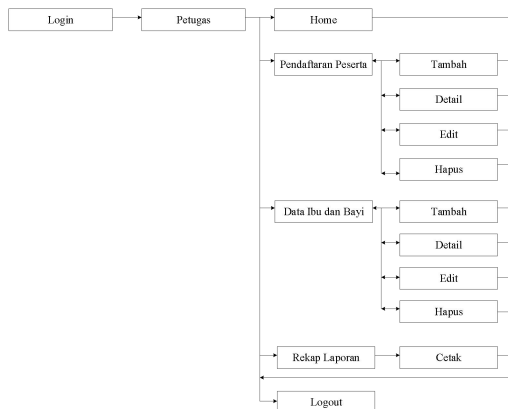 Login
Petugas
Home
Pendaftaran Peserta
Tambah
Detail
Edit
Hapus
Data Ibu dan Bayi
Tambah
Detail
Edit
Hapus
Rekap Laporan
Cetak
Logout